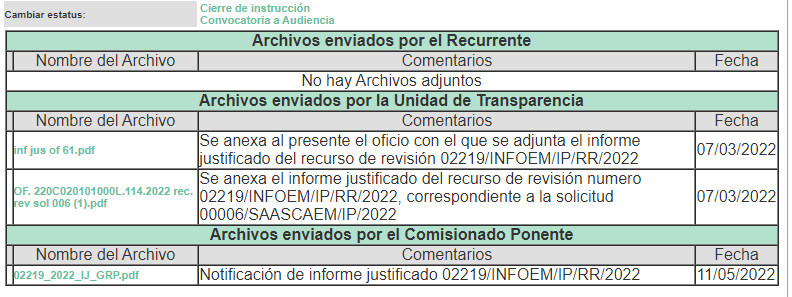 Cambiar estatus:
Cierre de instrucción
Convocatoria a Audiencia
Archivos enviados por el Recurrente
Nombre del Archivo Comentarios Fecha
No hay Archivos adjuntos
Archivos enviados por la Unidad de Transparencia
Nombre del Archivo Comentarios Fecha
inf jus of 61.pdf
Se anexa al presente el oficio con el que se adjunta el informe
justificado del recurso de revisión 02219/INFOEM/IP/RR/2022
07/03/2022
OF. 220C020101000L.114.2022 rec.
rev sol 006 (1).pdf
Se anexa el informe justificado del recurso de revisión numero
02219/INFOEM/IP/RR/2022, correspondiente a la solicitud
00006/SAASCAEM/IP/2022
07/03/2022
Archivos enviados por el Comisionado Ponente
Nombre del Archivo Comentarios Fecha
02219_2022_IJ_GRP.pdf Notificación de informe justificado 02219/INFOEM/IP/RR/2022 11/05/2022